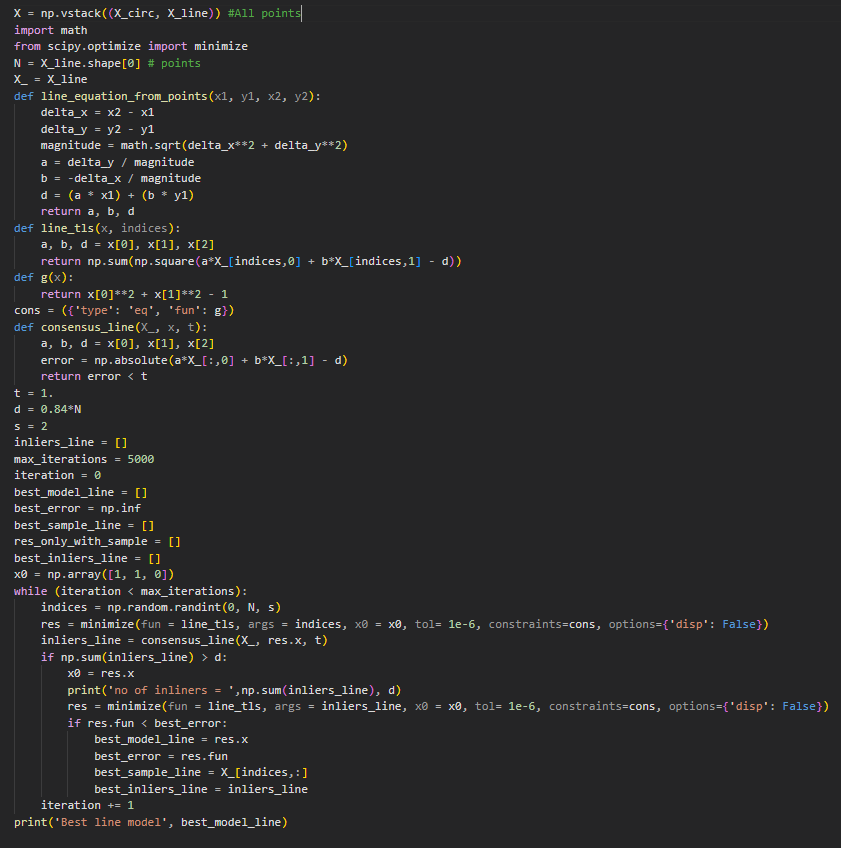 X = np.vstack((X_circ, X_line)) #All points
import math
from scipy.optimize import minimize
N = X_line.shape[0] # points
X_ = X_line
def line_equation_from_points(x1, y1, x2, y2):
    delta_x = x2 - x1
    delta_y = y2 - y1
    magnitude = math.sqrt(delta_x**2 + delta_y**2)
    a = delta_y / magnitude
    b = -delta_x / magnitude
    d = (a * x1) + (b * y1)
    return a, b, d
def line_tls(x, indices):
    a, b, d = x[0], x[1], x[2]
    return np.sum(np.square(a*X_[indices,0] + b*X_[indices,1] - d))
def g(x):
    return x[0]**2 + x[1]**2 - 1
cons = ({'type': 'eq', 'fun': g})
def consensus_line(X_, x, t):
    a, b, d = x[0], x[1], x[2]
    error = np.absolute(a*X_[:,0] + b*X_[:,1] - d)
    return error < t
t = 1.
d = 0.84*N
s = 2
inliers_line = []
max_iterations = 5000
iteration = 0
best_model_line = []
best_error = np.inf
best_sample_line = []
res_only_with_sample = []
best_inliers_line = []
x0 = np.array([1, 1, 0])
while (iteration < max_iterations):
    indices = np.random.randint(0, N, s)
    res = minimize(fun = line_tls, args = indices, x0 = x0, tol= 1e-6, constraints=cons, options={'disp': False})
    inliers_line = consensus_line(X_, res.x, t)
    if np.sum(inliers_line) > d:
        x0 = res.x
        print('no of inliners = ',np.sum(inliers_line), d)
        res = minimize(fun = line_tls, args = inliers_line, x0 = x0, tol= 1e-6, constraints=cons, options={'disp': False})
        if res.fun < best_error:
            best_model_line = res.x
            best_error = res.fun
            best_sample_line = X_[indices,:]
            best_inliers_line = inliers_line
    iteration += 1
print('Best line model', best_model_line)